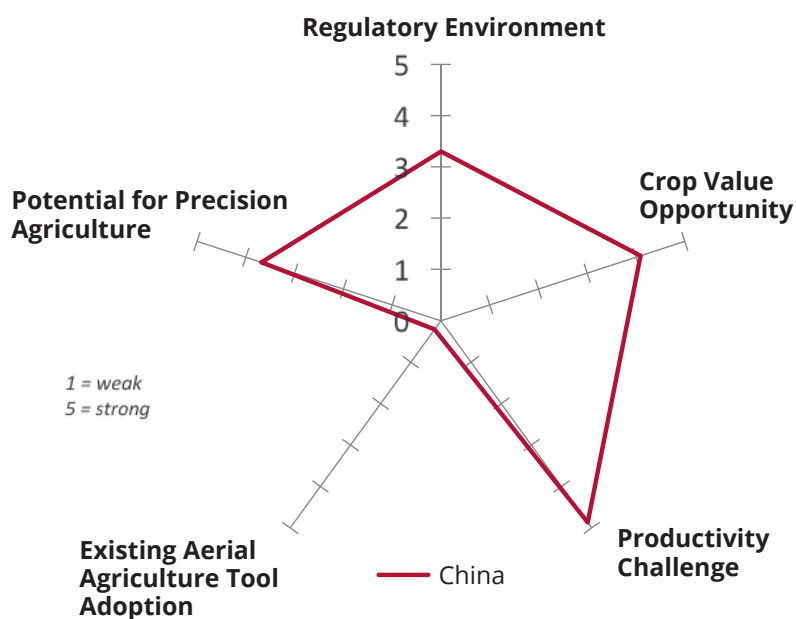 Regulatory Environment
5
4
3
2
1
0
Crop Value
Opportunity
Potential for Precision
Agriculture
1 = weak
5 = strong
Productivity
Challenge
Existing Aerial
Agriculture Tool
Adoption
China